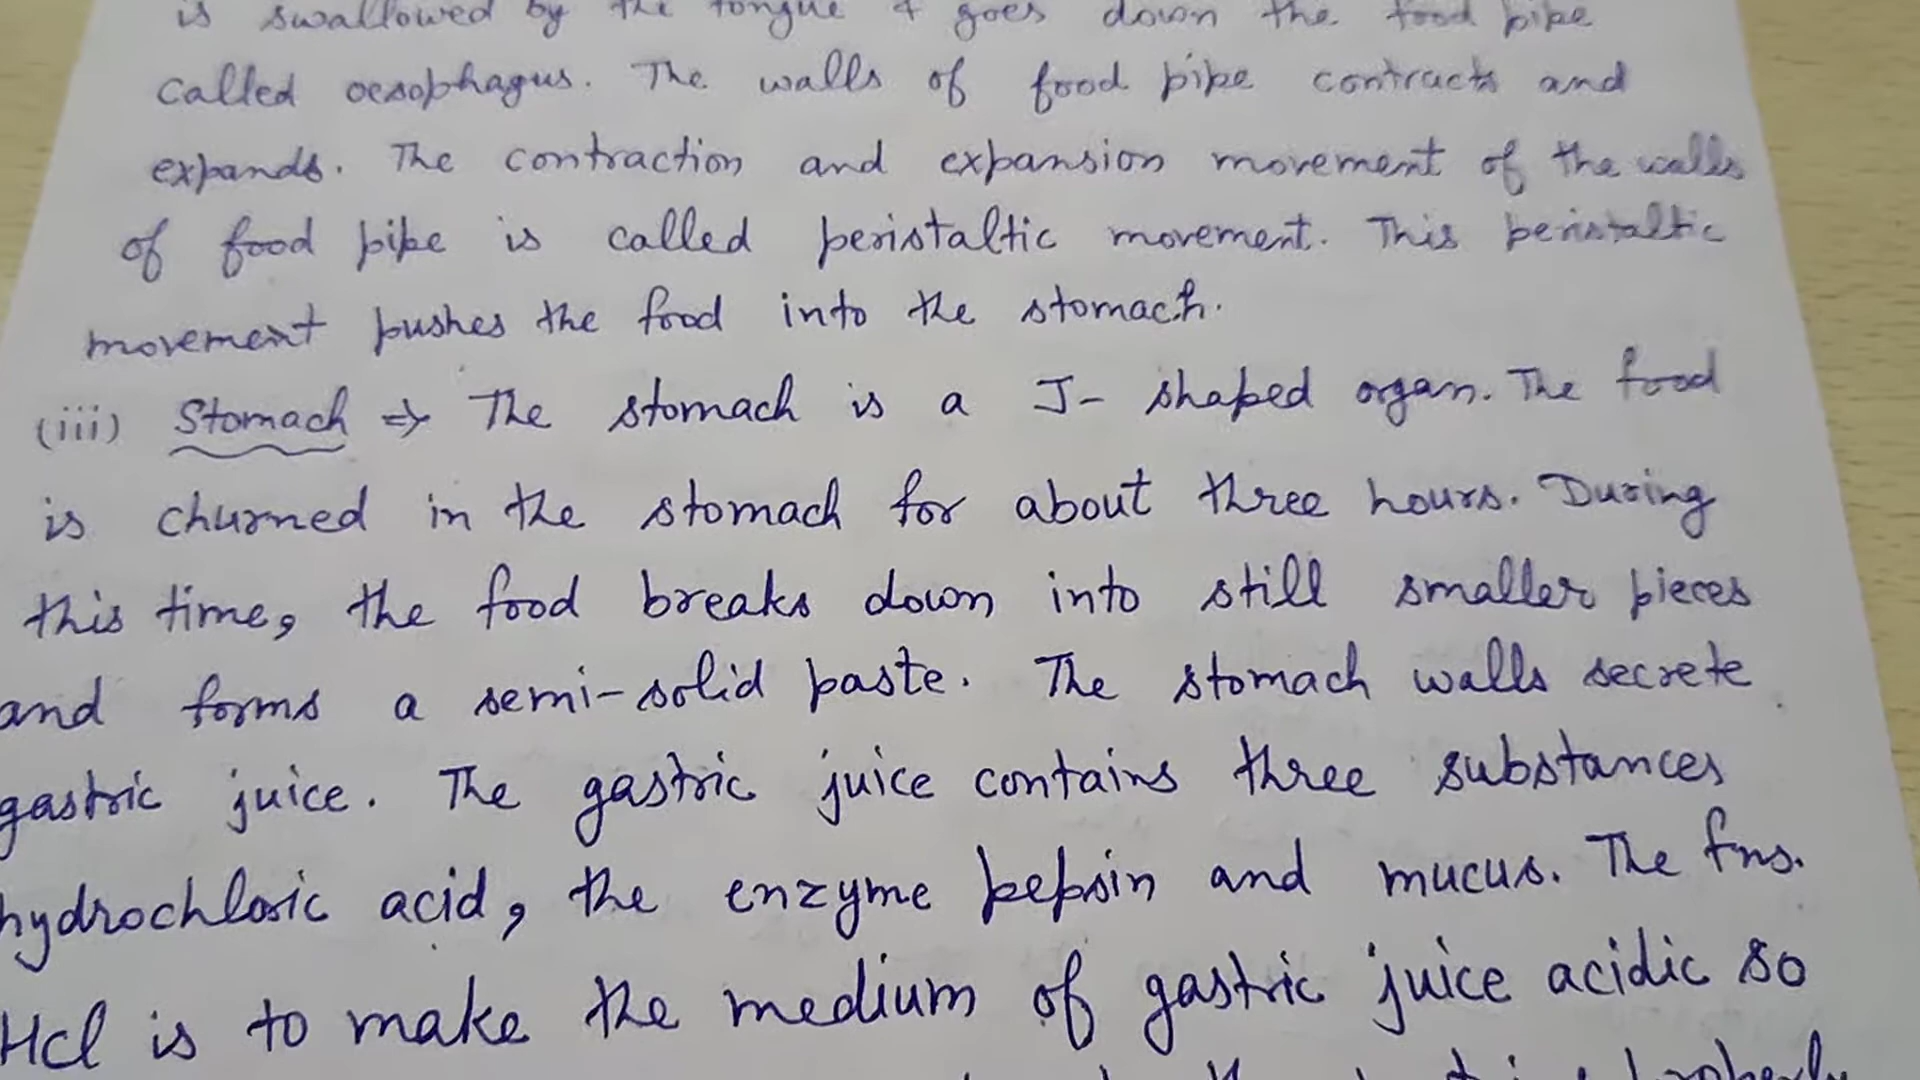 is swallowed by the tongue & goes down the food pipe
called oesophagus. The walls of food pipe contracts and
expands. The contraction and expansion movement of the walls
of food pipe is called peristaltic movement. This peristaltic
movement pushes the food into the stomach.
(iii) Stomach ⇒ The stomach is a J- shaped organ. The food
is churned in the stomach for about three hours. During
this time, the food breaks down into still smaller pieces
and forms a semi-solid paste. The stomach walls secrete
gastric juice. The gastric juice contains three substances
hydrochloric acid, the enzyme pepsin and mucus. The fns.
Hcl is to make the medium of gastric juice acidic so
properly